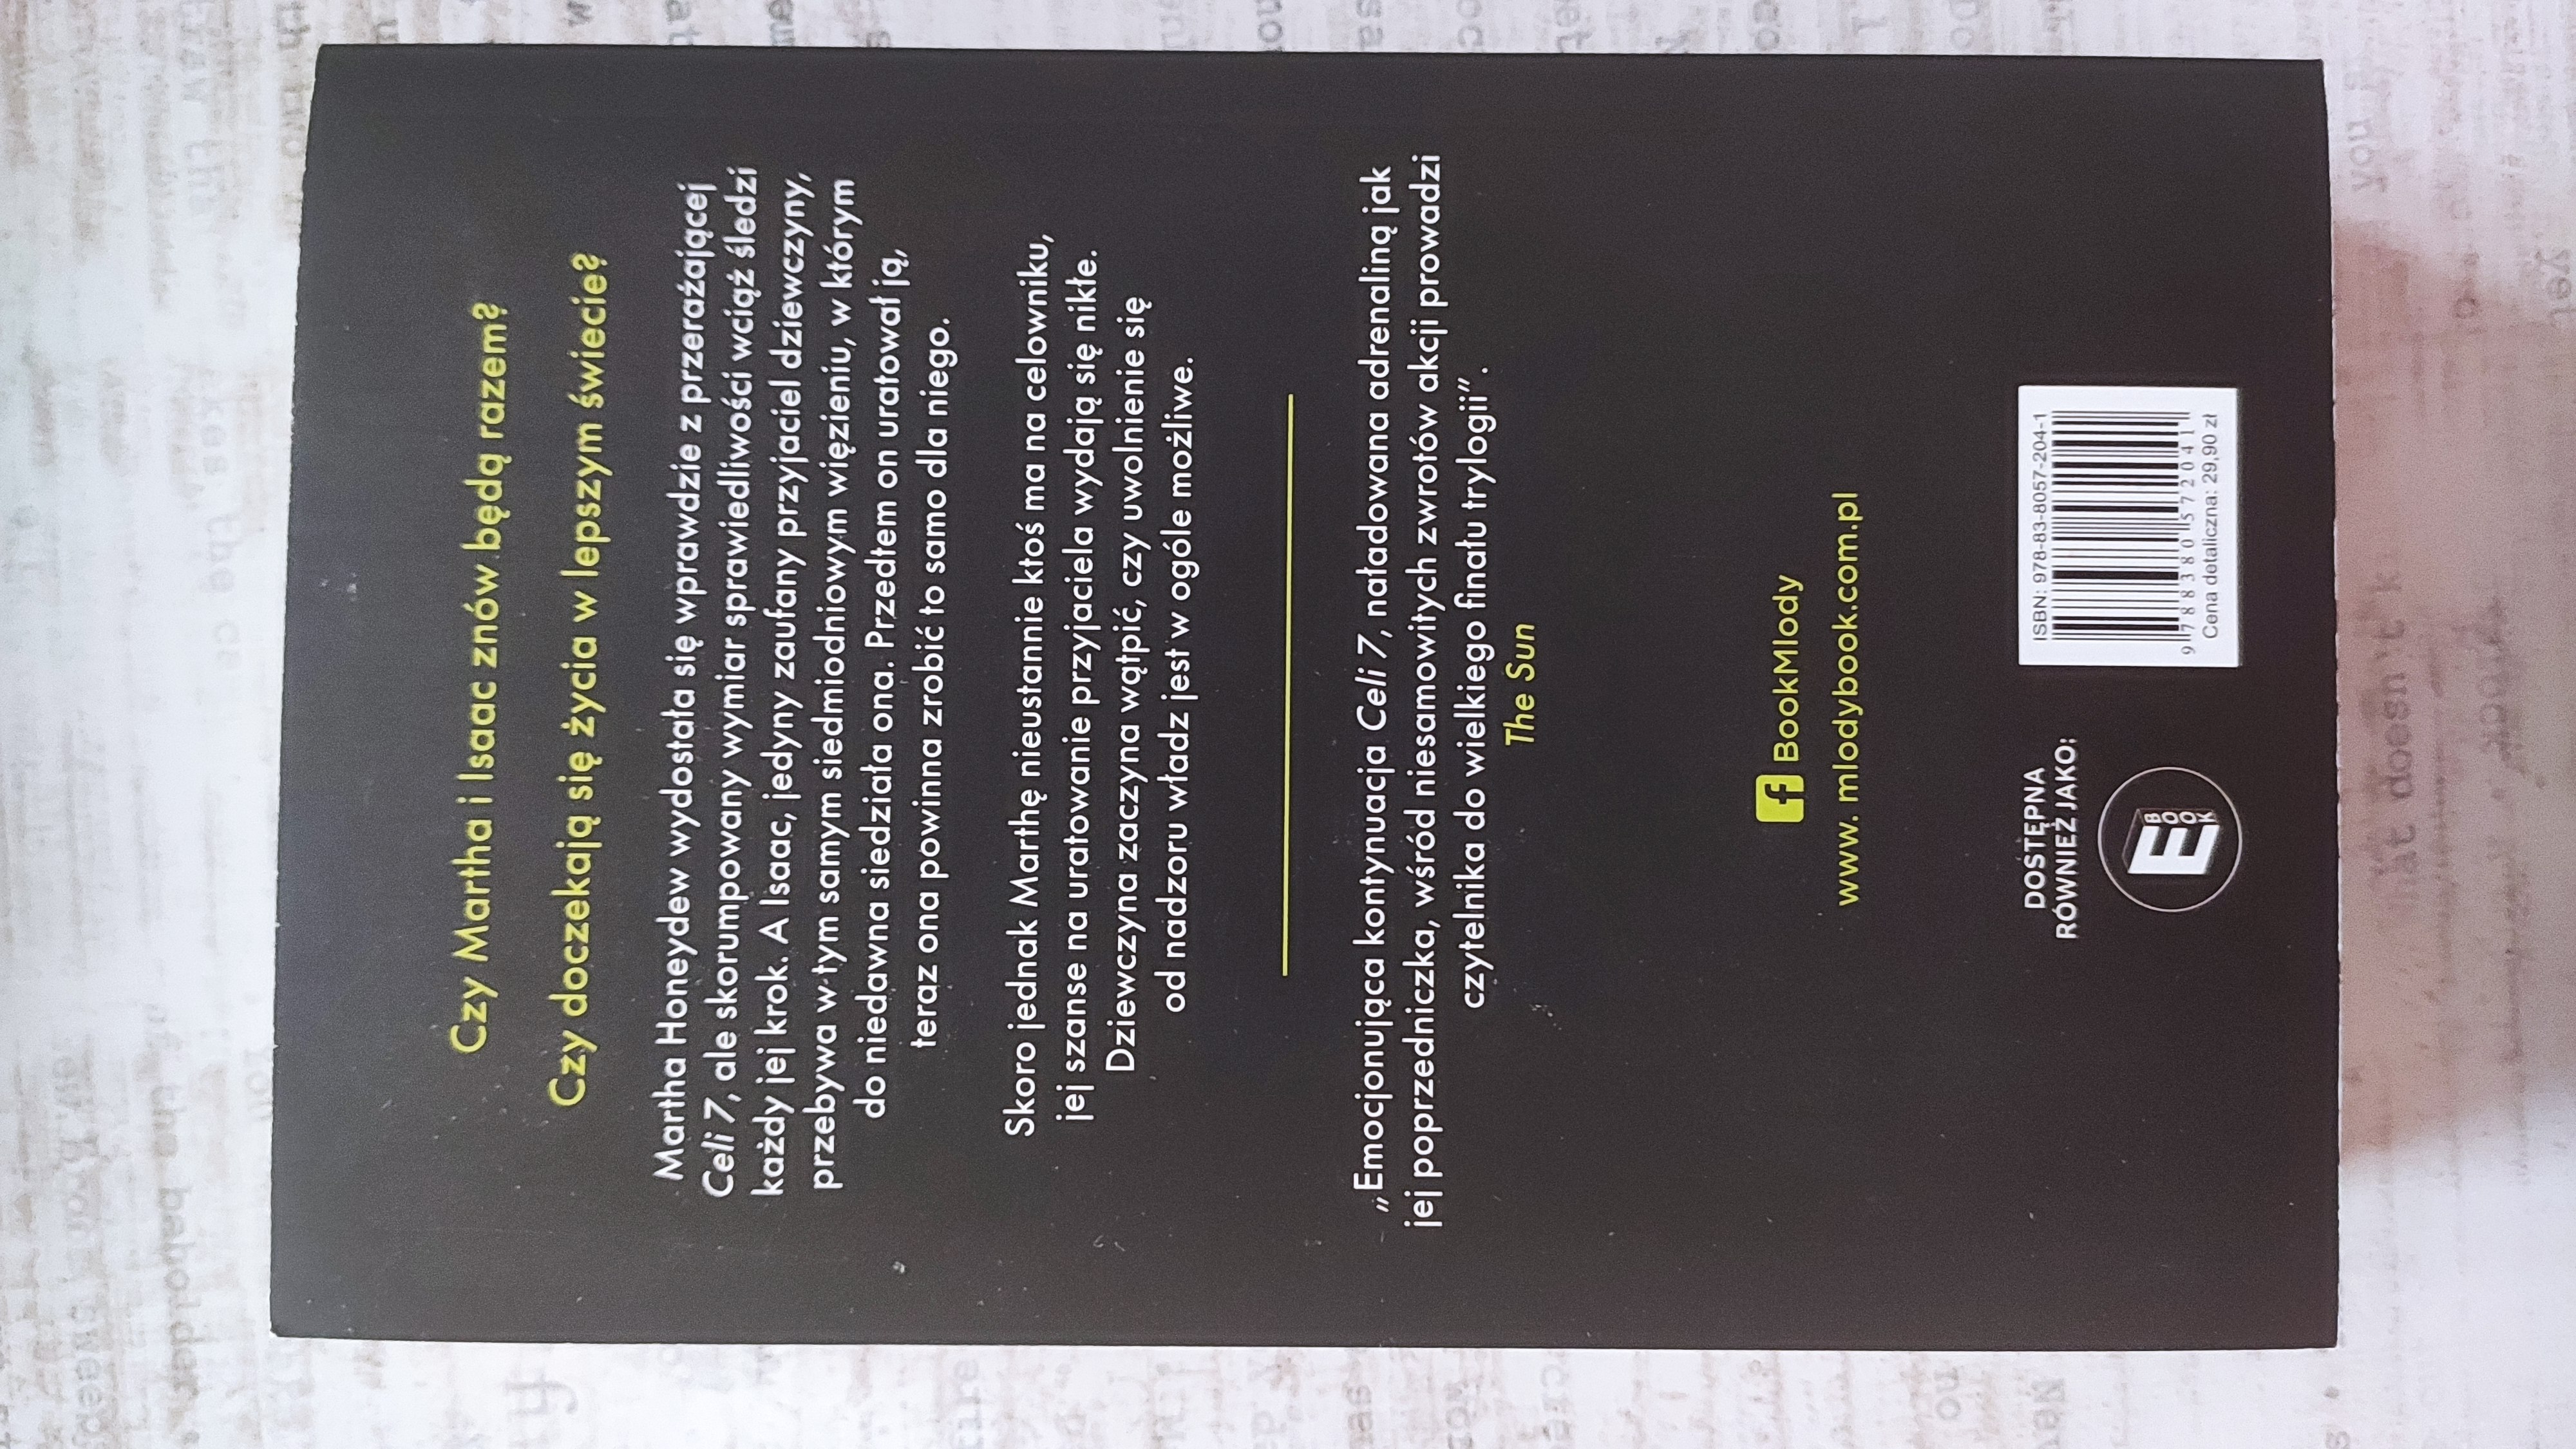 Czy Martha i Isaac znów będą razem?
Czy doczekają się życia w lepszym świecie?
Martha Honeydew wydostała się wprawdzie z przerażającej
Celi 7, ale skorumpowany wymiar sprawiedliwości wciąż śledzi
każdy jej krok. A Isaac, jedyny zaufany przyjaciel dziewczyny,
przebywa w tym samym siedmiodniowym więzieniu, w którym
do niedawna siedziała ona. Przedtem on uratował ją,
teraz ona powinna zrobić to samo dla niego.
Skoro jednak Marthę nieustannie ktoś ma na celowniku,
jej szanse na uratowanie przyjaciela wydają się nikłe.
Dziewczyna zaczyna wątpić, czy uwolnienie się
od nadzoru władz jest w ogóle możliwe.
„Emocjonująca kontynuacja Celi 7, naładowana adrenaliną jak
jej poprzedniczka, wśród niesamowitych zwrotów akcji prowadzi
czytelnika do wielkiego finału trylogii”.
The Sun
f BookMlody
www. mlodybook.com.pl
DOSTĘPNA
RÓWNIEŻ JAKO:
EBOOK
ISBN: 978-83-8057-204-1
9 788380 572041
Cena detaliczna: 29,90 zł
doesn't
you